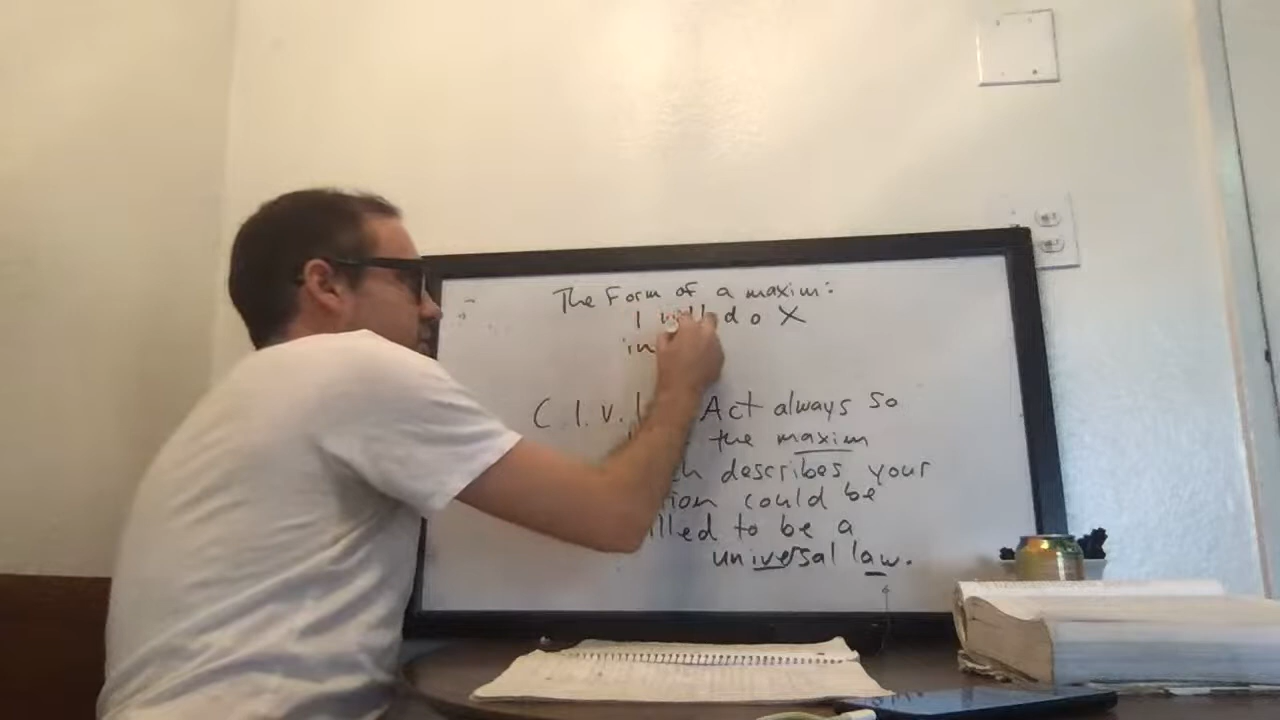 The Form of a maxim:
I will do X
in
C.I.V. 1 Act always so
the maxim
describes your
could be
to be a
universal law.